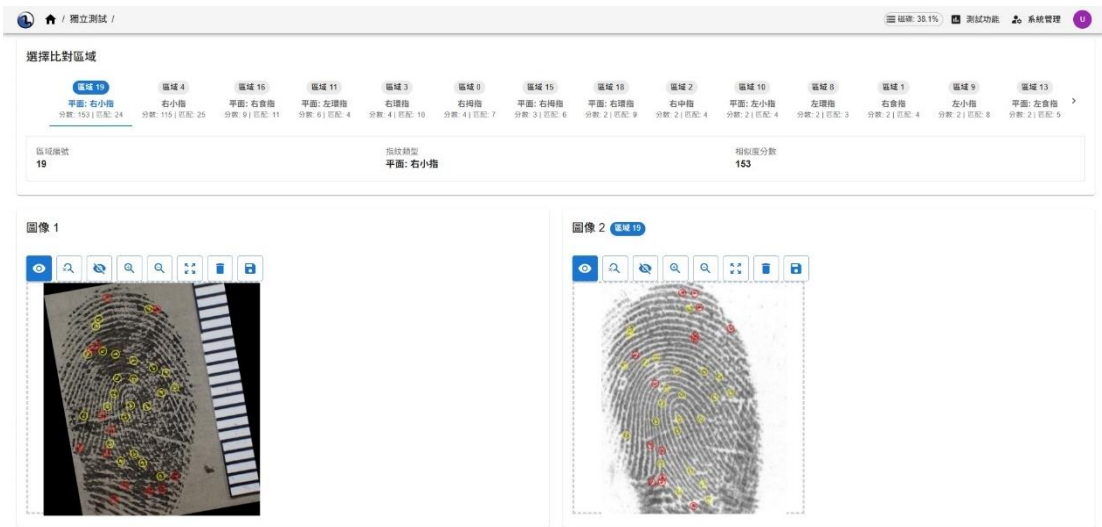 / 獨立測試 /
磁碟: 38.1%
測試功能
系統管理
U
選擇比對區域
區域 19 區域 4 區域 16 區域 11 區域 3 區域 0 區域 15 區域 18 區域 2 區域 10 區域 8 區域 1 區域 9 區域 13
平面: 右小指 右小指 平面: 右食指 平面: 左環指 右環指 右拇指 平面: 右拇指 平面: 右環指 右中指 平面: 左小指 左環指 右食指 左小指 平面: 左食指
分數: 153 | 匹配: 24 分數: 115 | 匹配: 25 分數: 9 | 匹配: 11 分數: 6 | 匹配: 4 分數: 4 | 匹配: 10 分數: 4 | 匹配: 7 分數: 3 | 匹配: 6 分數: 2 | 匹配: 9 分數: 2 | 匹配: 4 分數: 2 | 匹配: 4 分數: 2 | 匹配: 3 分數: 2 | 匹配: 4 分數: 2 | 匹配: 8 分數: 2 | 匹配: 5
區域編號 指紋類型 相似度分數
19 平面: 右小指 153
圖像 1
圖像 2 區域 19